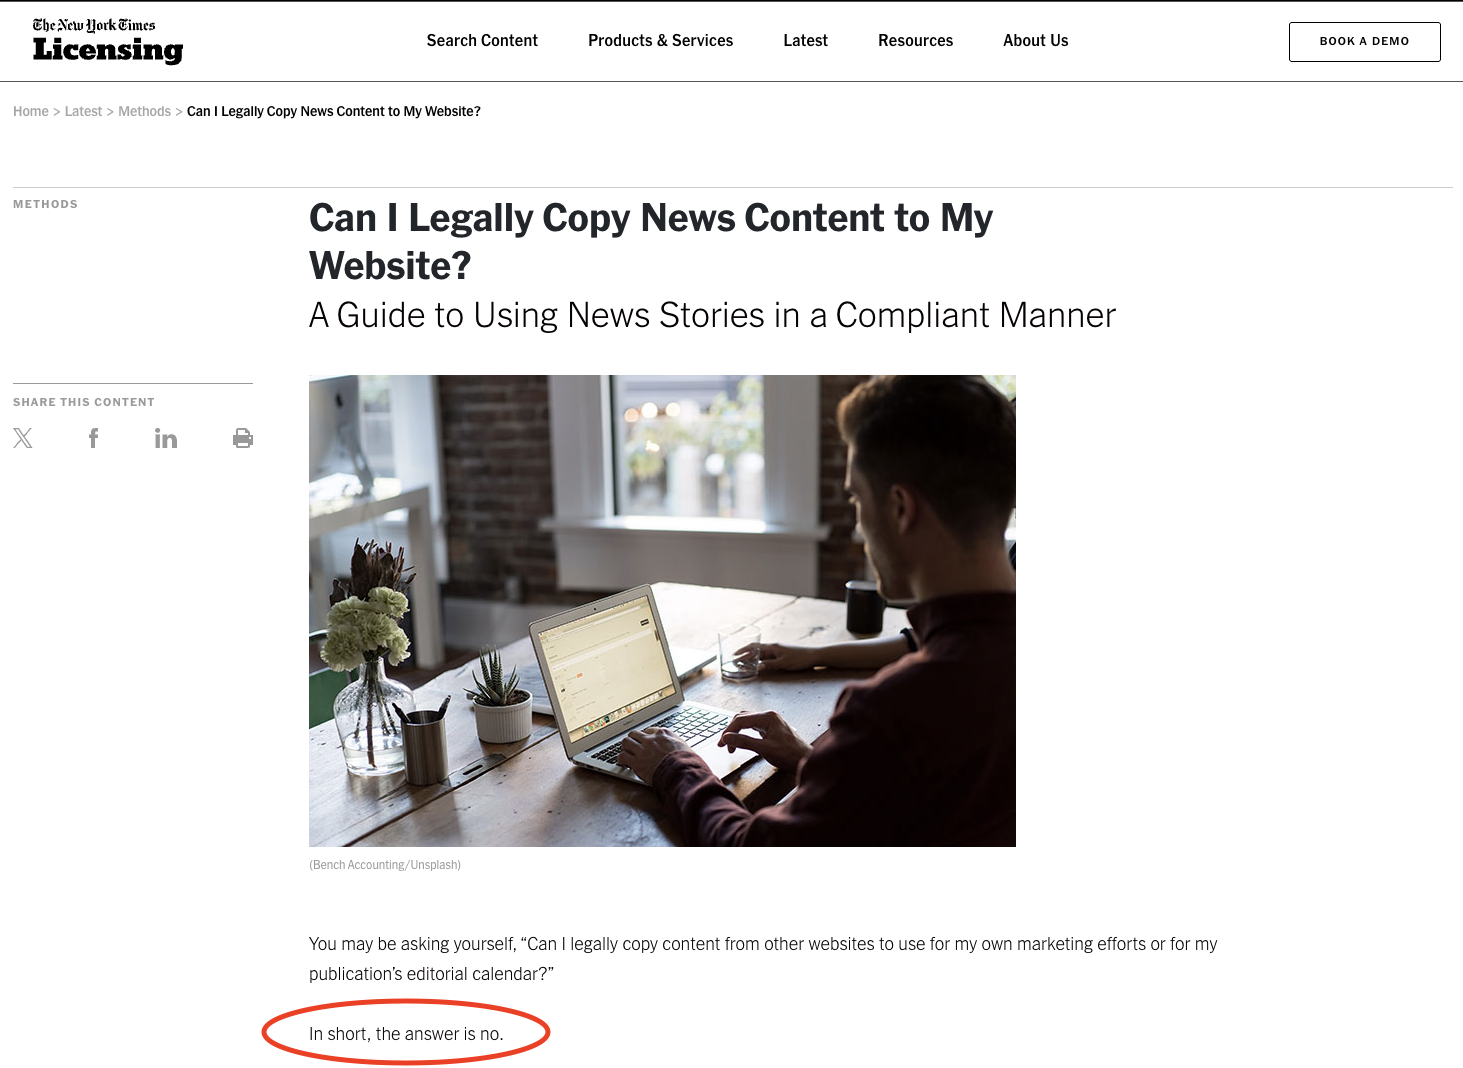 The New York Times
Licensing
Search Content
Products & Services
Latest
Resources
About Us
BOOK A DEMO
Home > Latest > Methods > Can I Legally Copy News Content to My Website?
METHODS
Can I Legally Copy News Content to My
Website?
A Guide to Using News Stories in a Compliant Manner
SHARE THIS CONTENT
(Bench Accounting/Unsplash)
You may be asking yourself, “Can I legally copy content from other websites to use for my own marketing efforts or for my
publication’s editorial calendar?”
In short, the answer is no.